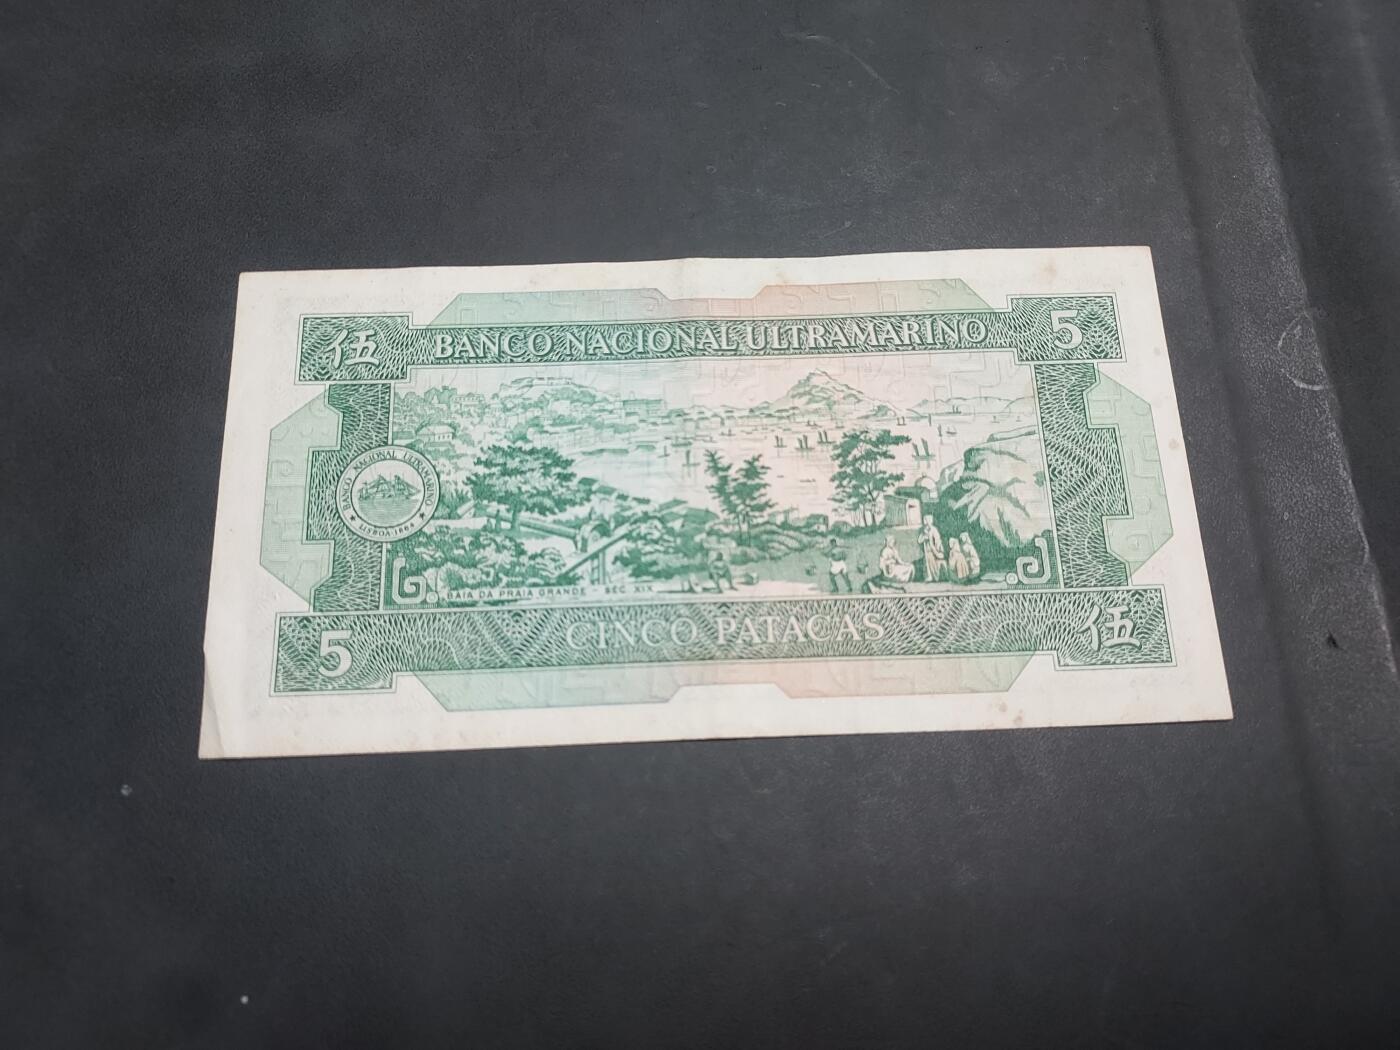 伍 BANCO NACIONAL ULTRAMARINO 5
BANCO NACIONAL ULTRAMARINO
LISBOA·1864
BAIA DA PRAIA GRANDE SEC XIX
5 CINCO PATACAS 伍